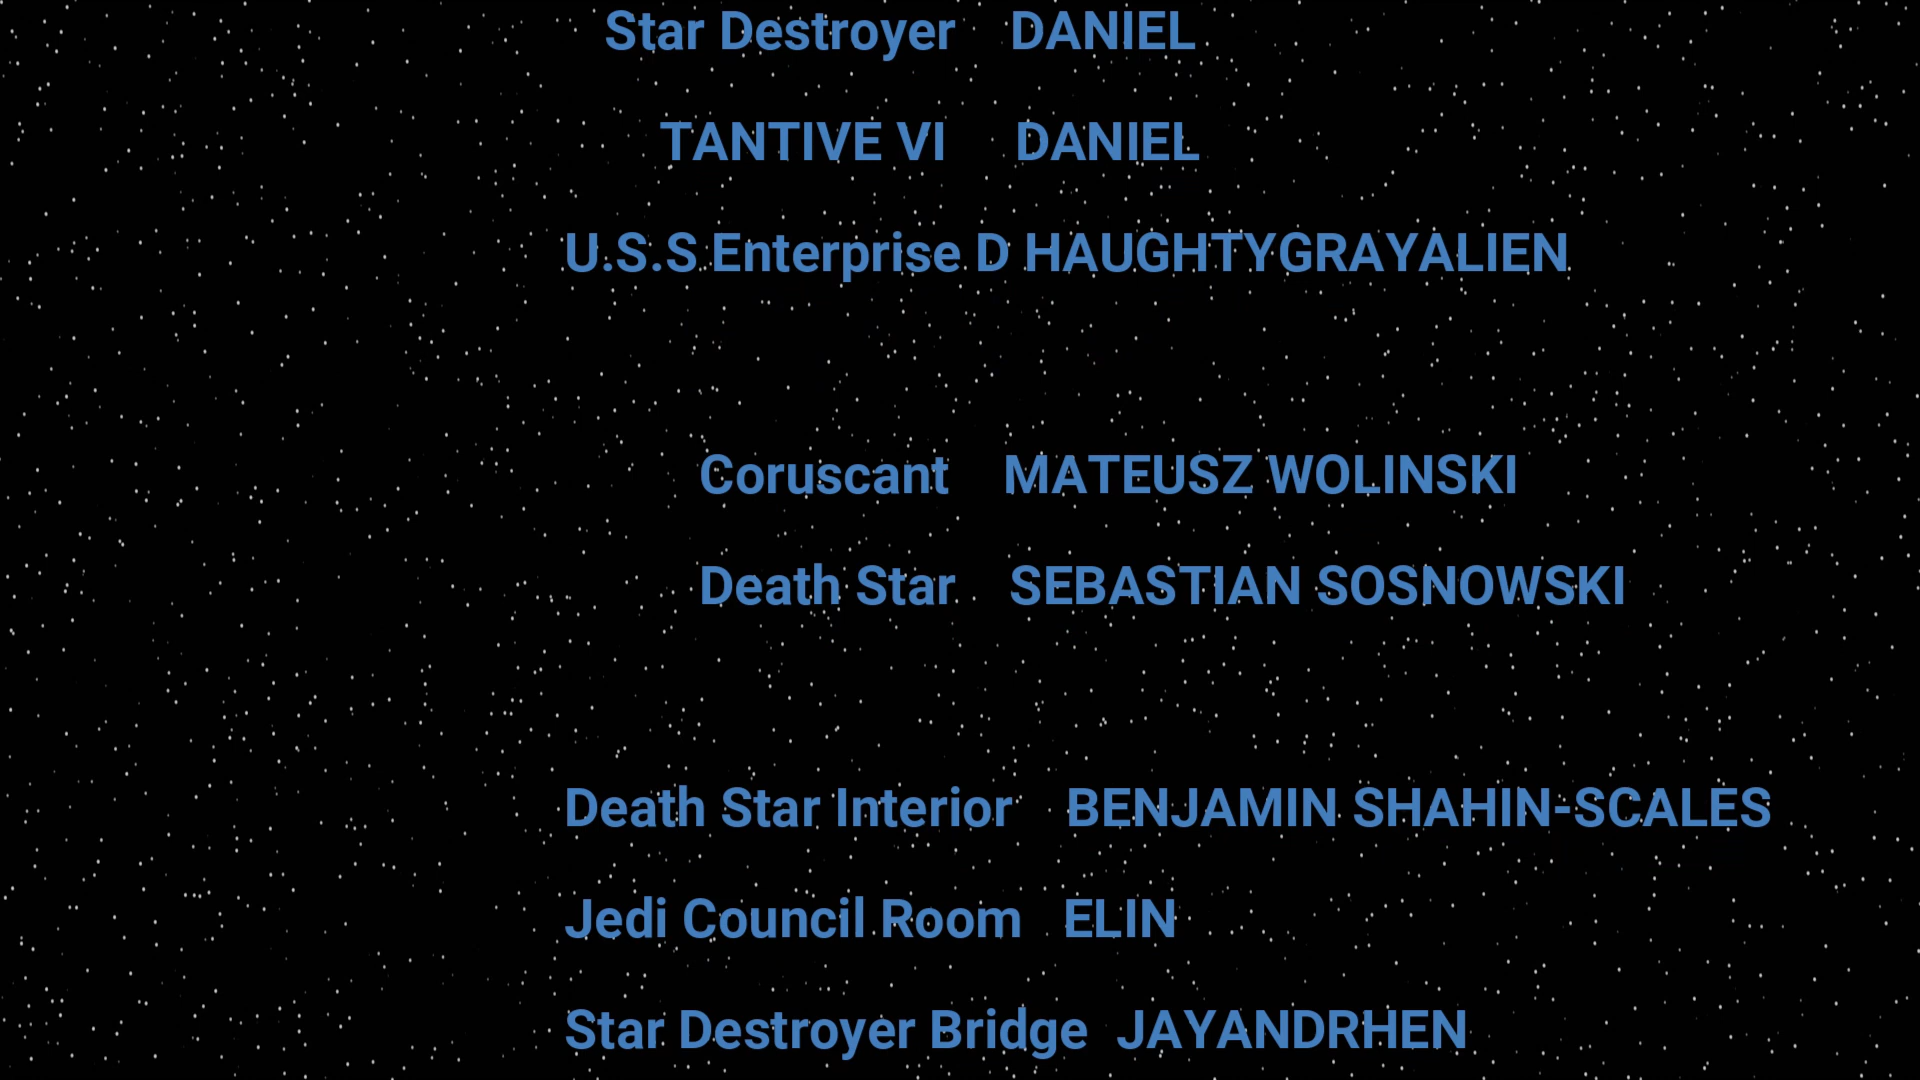 Star Destroyer DANIEL
TANTIVE VI DANIEL
U.S.S Enterprise D HAUGHTYGRAYALIEN
Coruscant MATEUSZ WOLINSKI
Death Star SEBASTIAN SOSNOWSKI
Death Star Interior BENJAMIN SHAHIN-SCALES
Jedi Council Room ELIN
Star Destroyer Bridge JAYANDRHEN